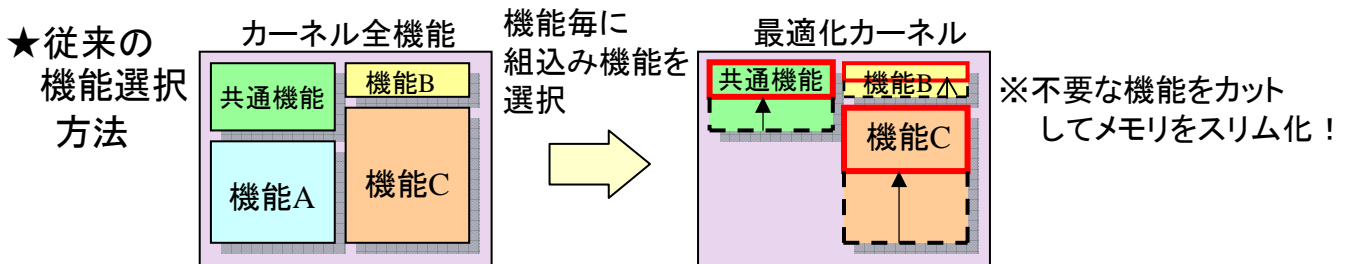 ★従来の
機能選択
方法
カーネル全機能
共通機能
機能B
機能A
機能C
機能毎に
組込み機能を
選択
最適化カーネル
共通機能
機能B
機能C
※不要な機能をカット
してメモリをスリム化！